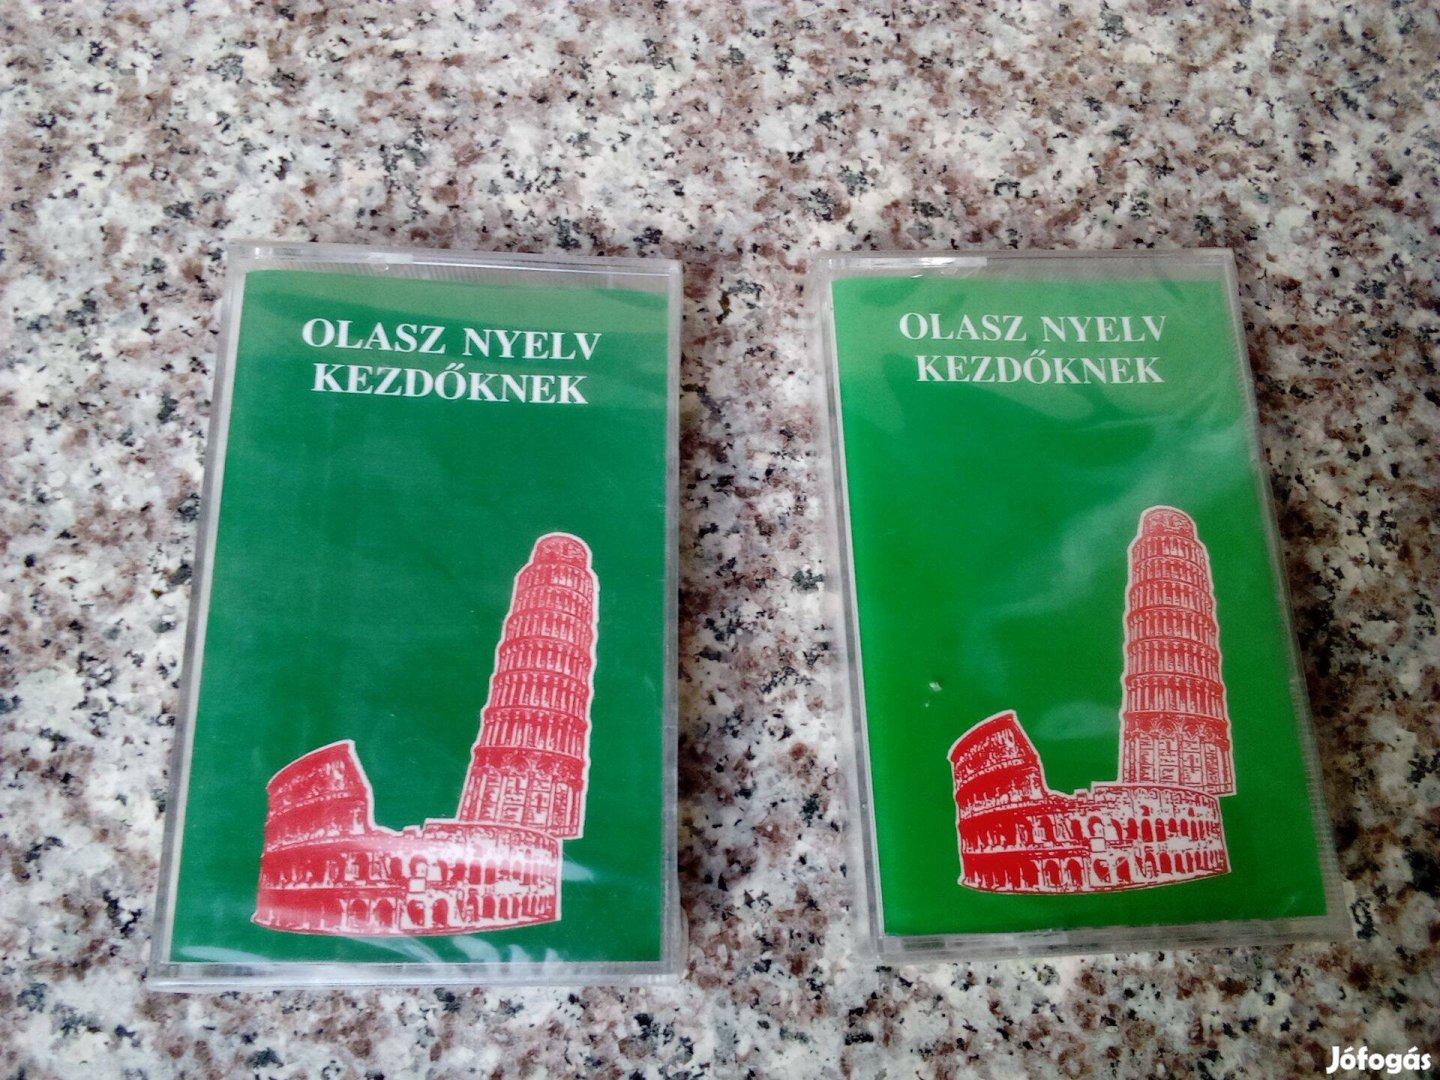 OLASZ NYELV
KEZDŐKNEK
OLASZ NYELV
KEZDŐKNEK
Jófogás